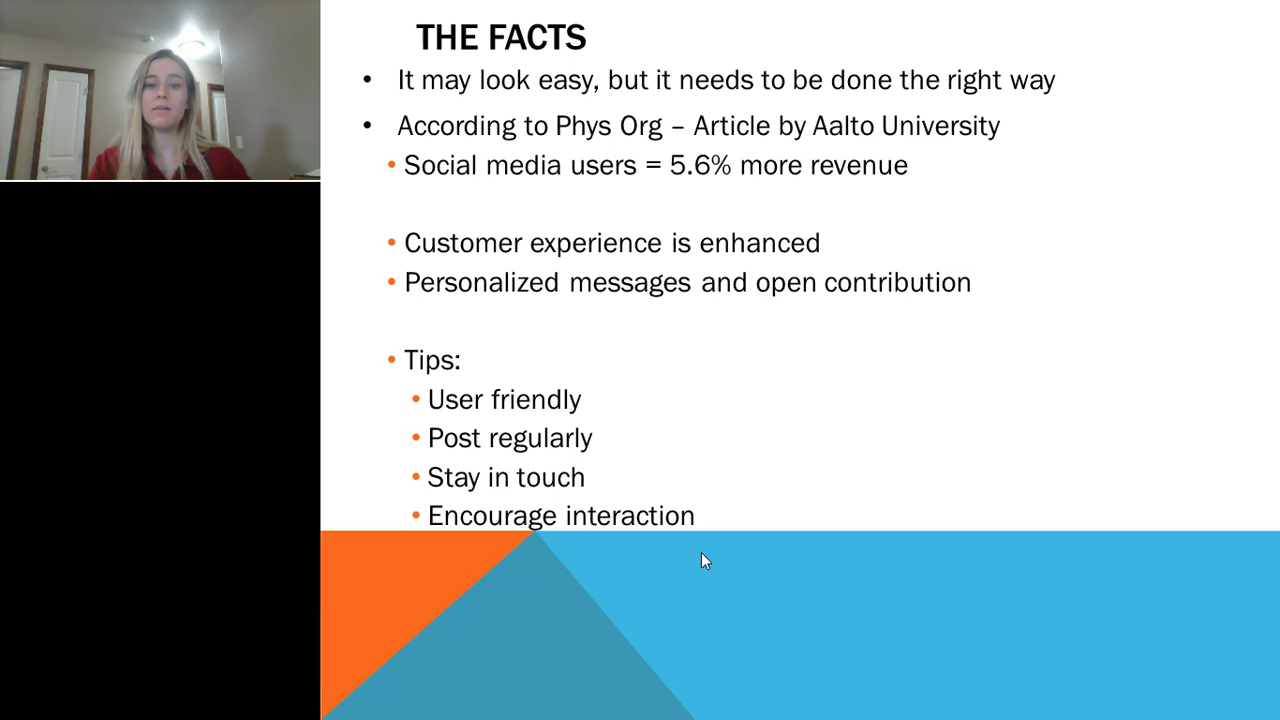 THE FACTS
• It may look easy, but it needs to be done the right way
• According to Phys Org – Article by Aalto University
• Social media users = 5.6% more revenue
• Customer experience is enhanced
• Personalized messages and open contribution
• Tips:
• User friendly
• Post regularly
• Stay in touch
• Encourage interaction